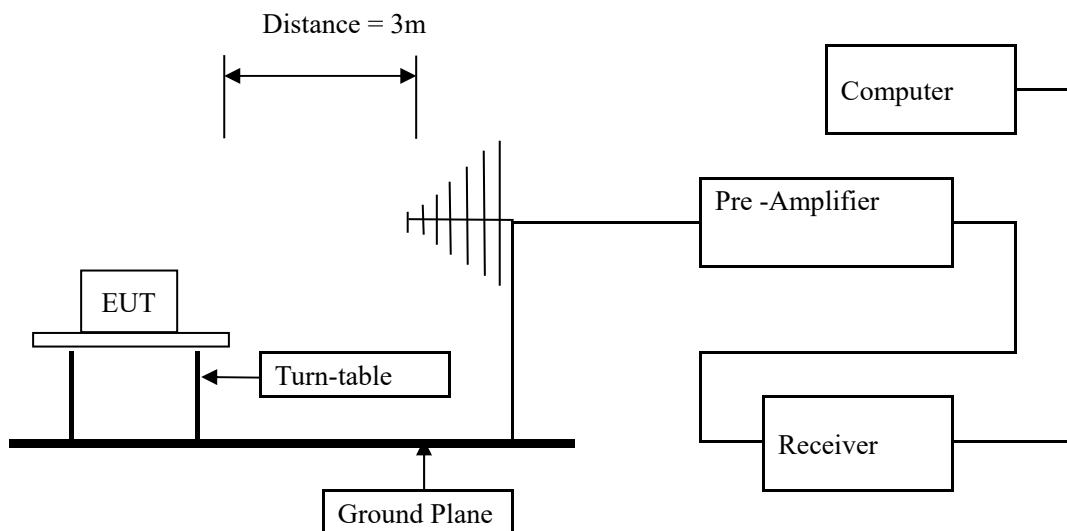 Distance = 3m
Computer
Pre -Amplifier
EUT
Turn-table
Receiver
Ground Plane